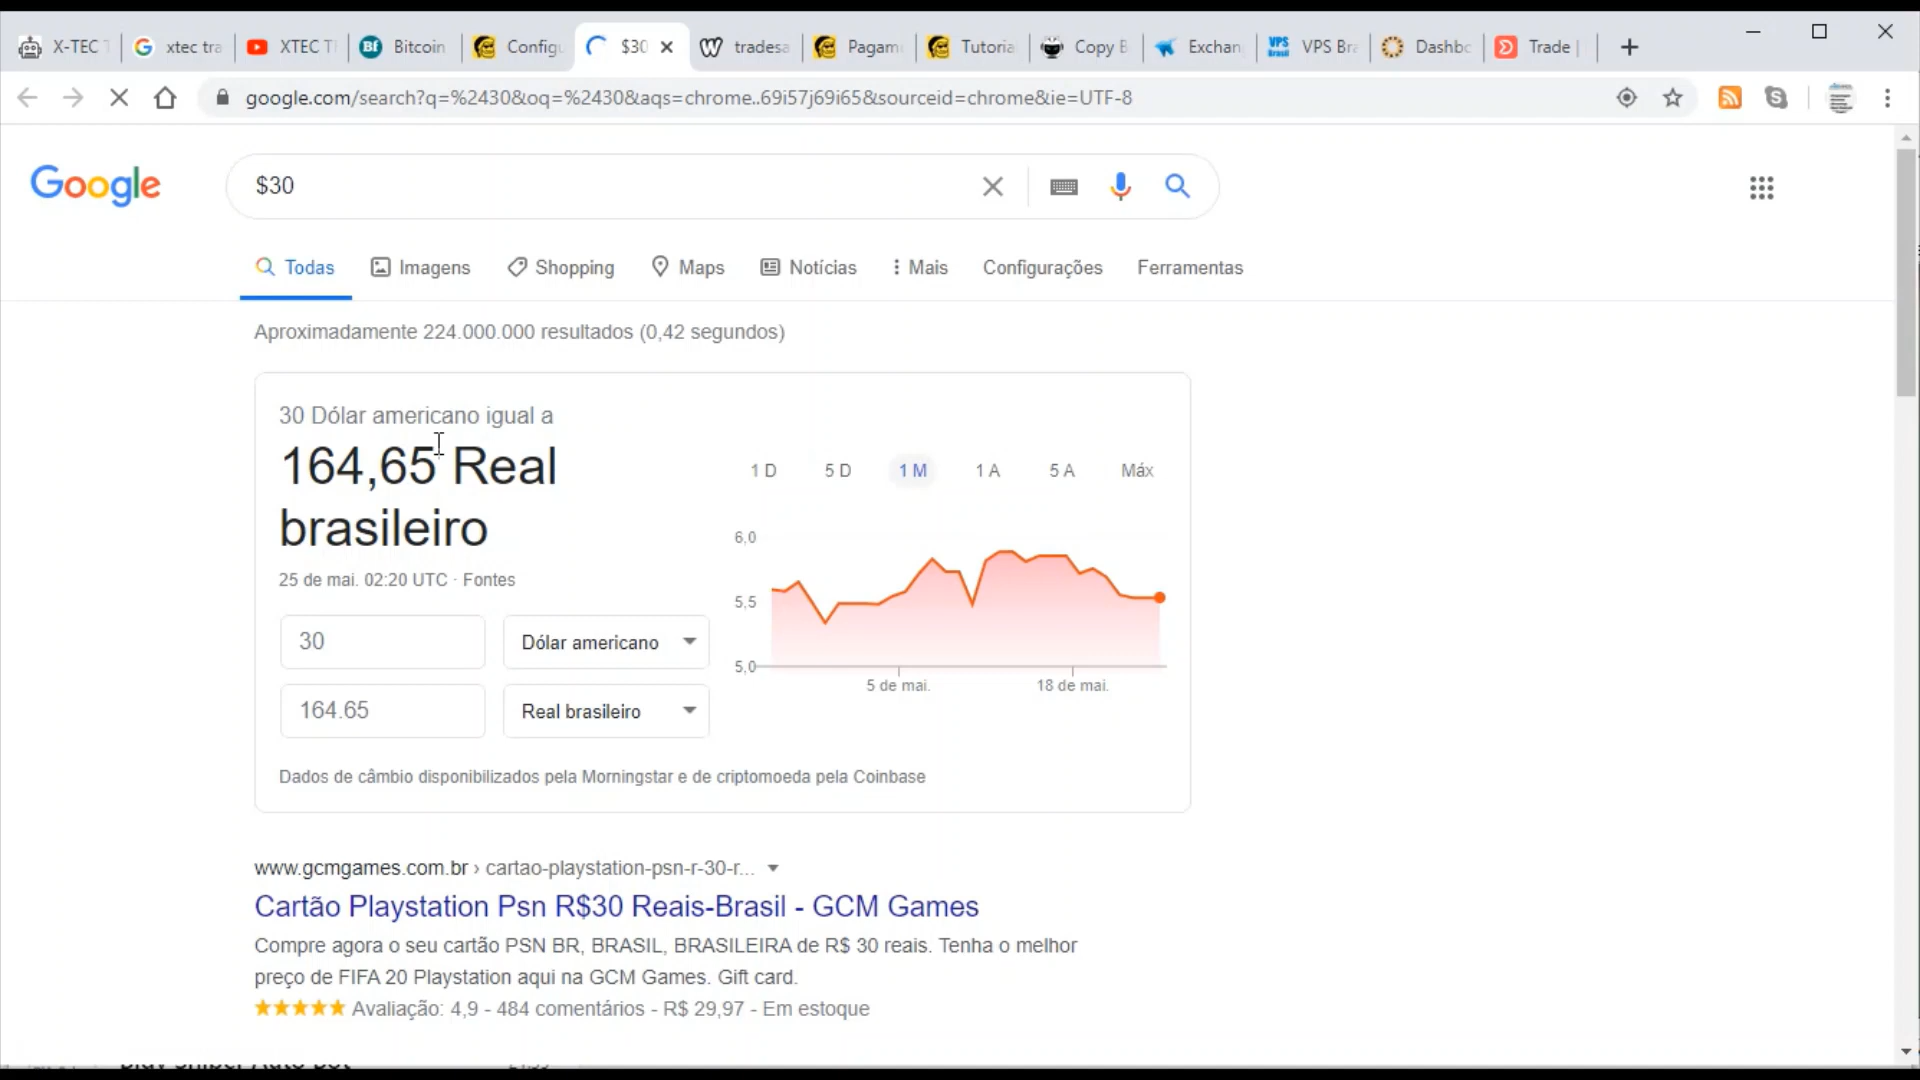 X-TEC T
xtec tra
XTEC T
Bitcoin
Configu
$30
tradesa
Pagam
Tutoria
Copy B
Exchan
VPS Bra
Dashbo
Trade |
google.com/search?q=%2430&oq=%2430&aqs=chrome..69i57j69i65&sourceid=chrome&ie=UTF-8
Google
$30
Todas
Imagens
Shopping
Maps
Notícias
Mais
Configurações
Ferramentas
Aproximadamente 224.000.000 resultados (0,42 segundos)
30 Dólar americano igual a
164,65 Real
brasileiro
25 de mai. 02:20 UTC · Fontes
30
Dólar americano
164.65
Real brasileiro
1 D 5 D 1 M 1 A 5 A Máx
6,0
5,5
5,0
5 de mai. 18 de mai.
Dados de câmbio disponibilizados pela Morningstar e de criptomoeda pela Coinbase
www.gcmgames.com.br › cartao-playstation-psn-r-30-r...
Cartão Playstation Psn R$30 Reais-Brasil - GCM Games
Compre agora o seu cartão PSN BR, BRASIL, BRASILEIRA de R$ 30 reais. Tenha o melhor
preço de FIFA 20 Playstation aqui na GCM Games. Gift card.
Avaliação: 4,9 - 484 comentários - R$ 29,97 - Em estoque